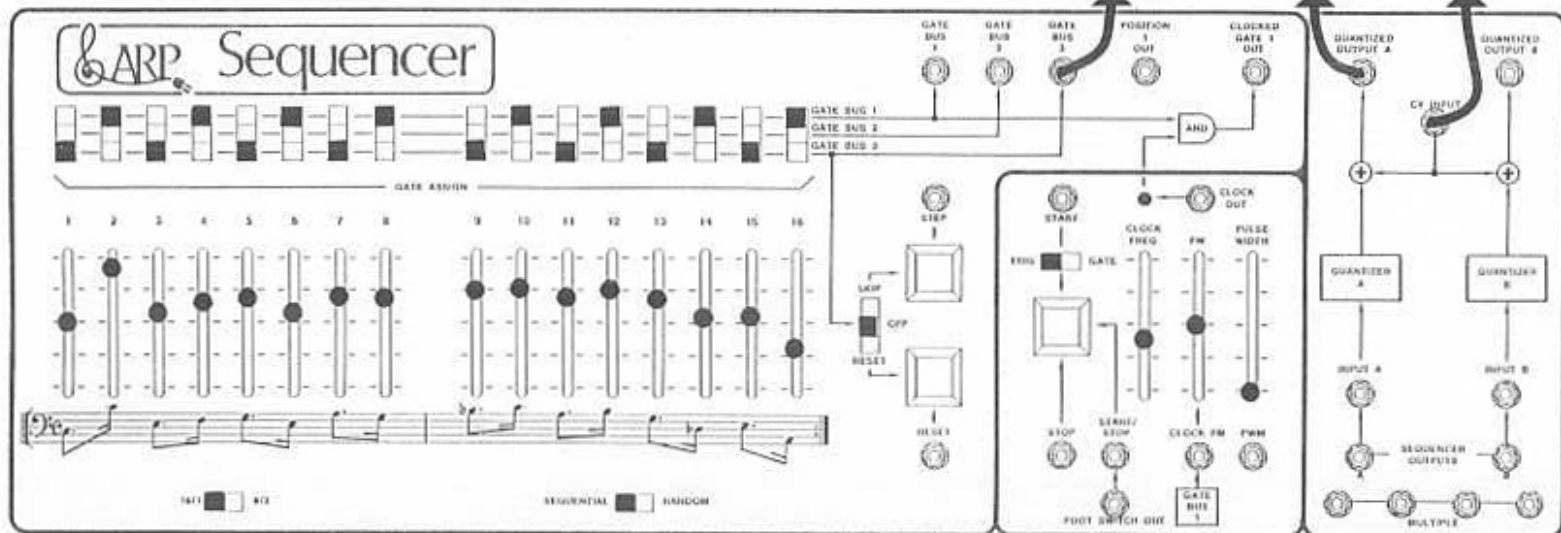 ARP Sequencer
GATE BUS 1
GATE BUS 2
GATE BUS 3
POSITION 1 OUT
CLOCKED GATE 1 OUT
QUANTIZED OUTPUT A
QUANTIZED OUTPUT B
GATE BUS 1
GATE BUS 2
GATE BUS 3
AND
CV INPUT
GATE ASSIGN
1 2 3 4 5 6 7 8 9 10 11 12 13 14 15 16
STEP
START
CLOCK OUT
CLOCK FREQ
FM
PULSE WIDTH
TRIG
GATE
SKIP
OFF
RESET
QUANTIZER A
QUANTIZER B
INPUT A
INPUT B
RESET
STOP
START/STOP
CLOCK FM
PWM
SEQUENCER OUTPUTS
A
B
16/1
8/2
SEQUENTIAL
RANDOM
FOOT SWITCH OUT
GATE BUS 1
MULTIPLE